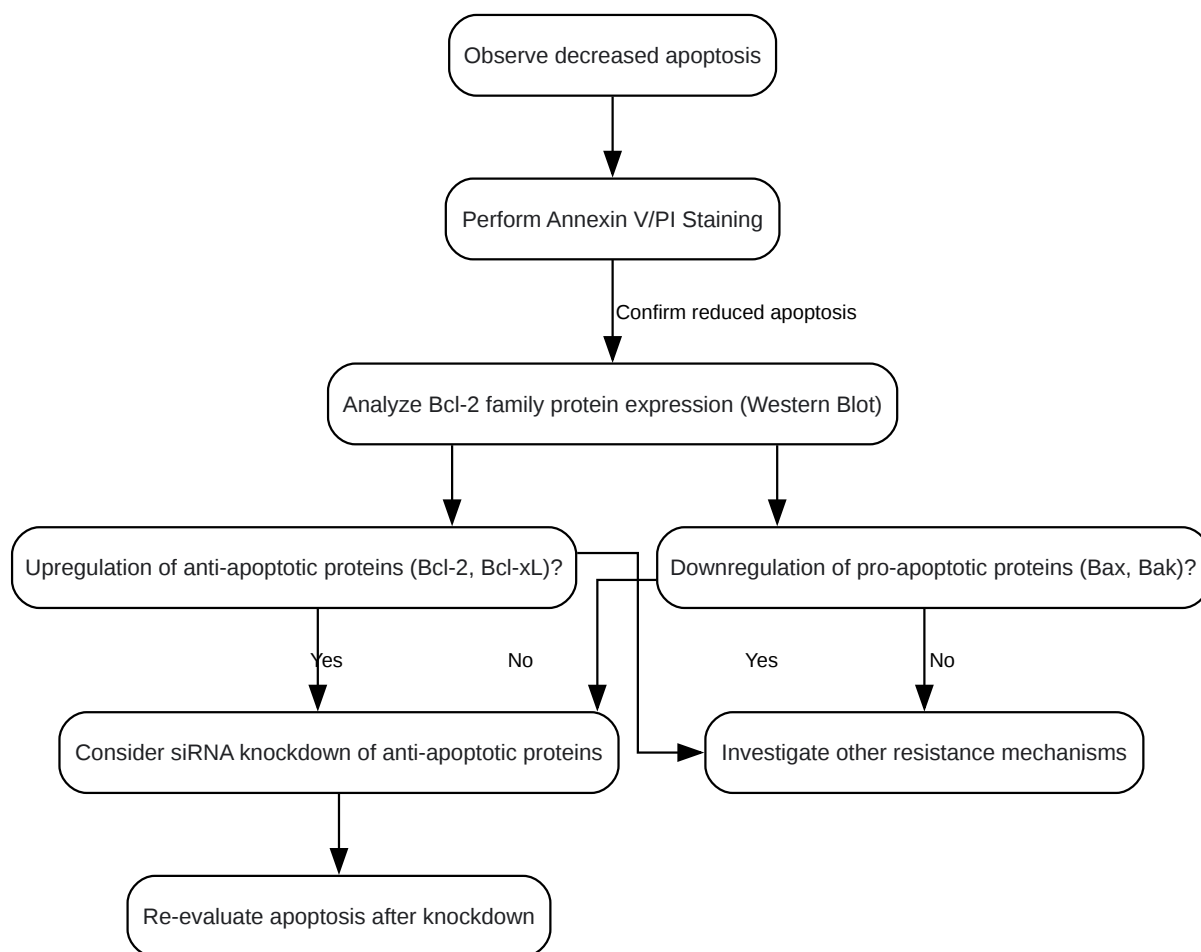 Observe decreased apoptosis
Perform Annexin V/PI Staining
Confirm reduced apoptosis
Analyze Bcl-2 family protein expression (Western Blot)
Upregulation of anti-apoptotic proteins (Bcl-2, Bcl-xL)?
Downregulation of pro-apoptotic proteins (Bax, Bak)?
Yes
No
Yes
No
Consider siRNA knockdown of anti-apoptotic proteins
Investigate other resistance mechanisms
Re-evaluate apoptosis after knockdown